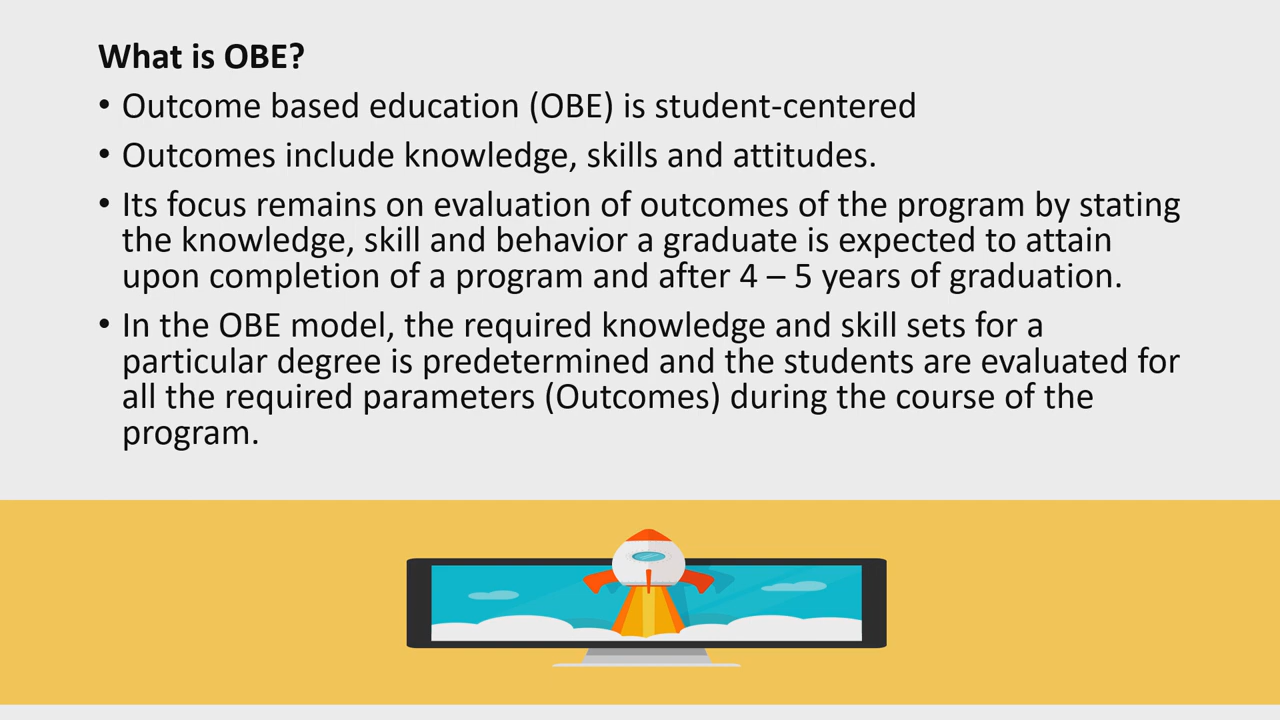 What is OBE?
• Outcome based education (OBE) is student-centered
• Outcomes include knowledge, skills and attitudes.
• Its focus remains on evaluation of outcomes of the program by stating
the knowledge, skill and behavior a graduate is expected to attain
upon completion of a program and after 4 – 5 years of graduation.
• In the OBE model, the required knowledge and skill sets for a
particular degree is predetermined and the students are evaluated for
all the required parameters (Outcomes) during the course of the
program.